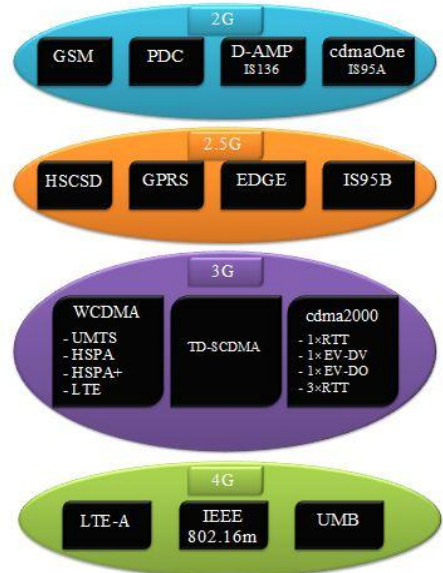 2G
GSM
PDC
D-AMP
IS136
cdmaOne
IS95A
2.5G
HSCSD
GPRS
EDGE
IS95B
3G
WCDMA
- UMTS
- HSPA
- HSPA+
- LTE
TD-SCDMA
cdma2000
- 1×RTT
- 1×EV-DV
- 1×EV-DO
- 3×RTT
4G
LTE-A
IEEE
802.16m
UMB